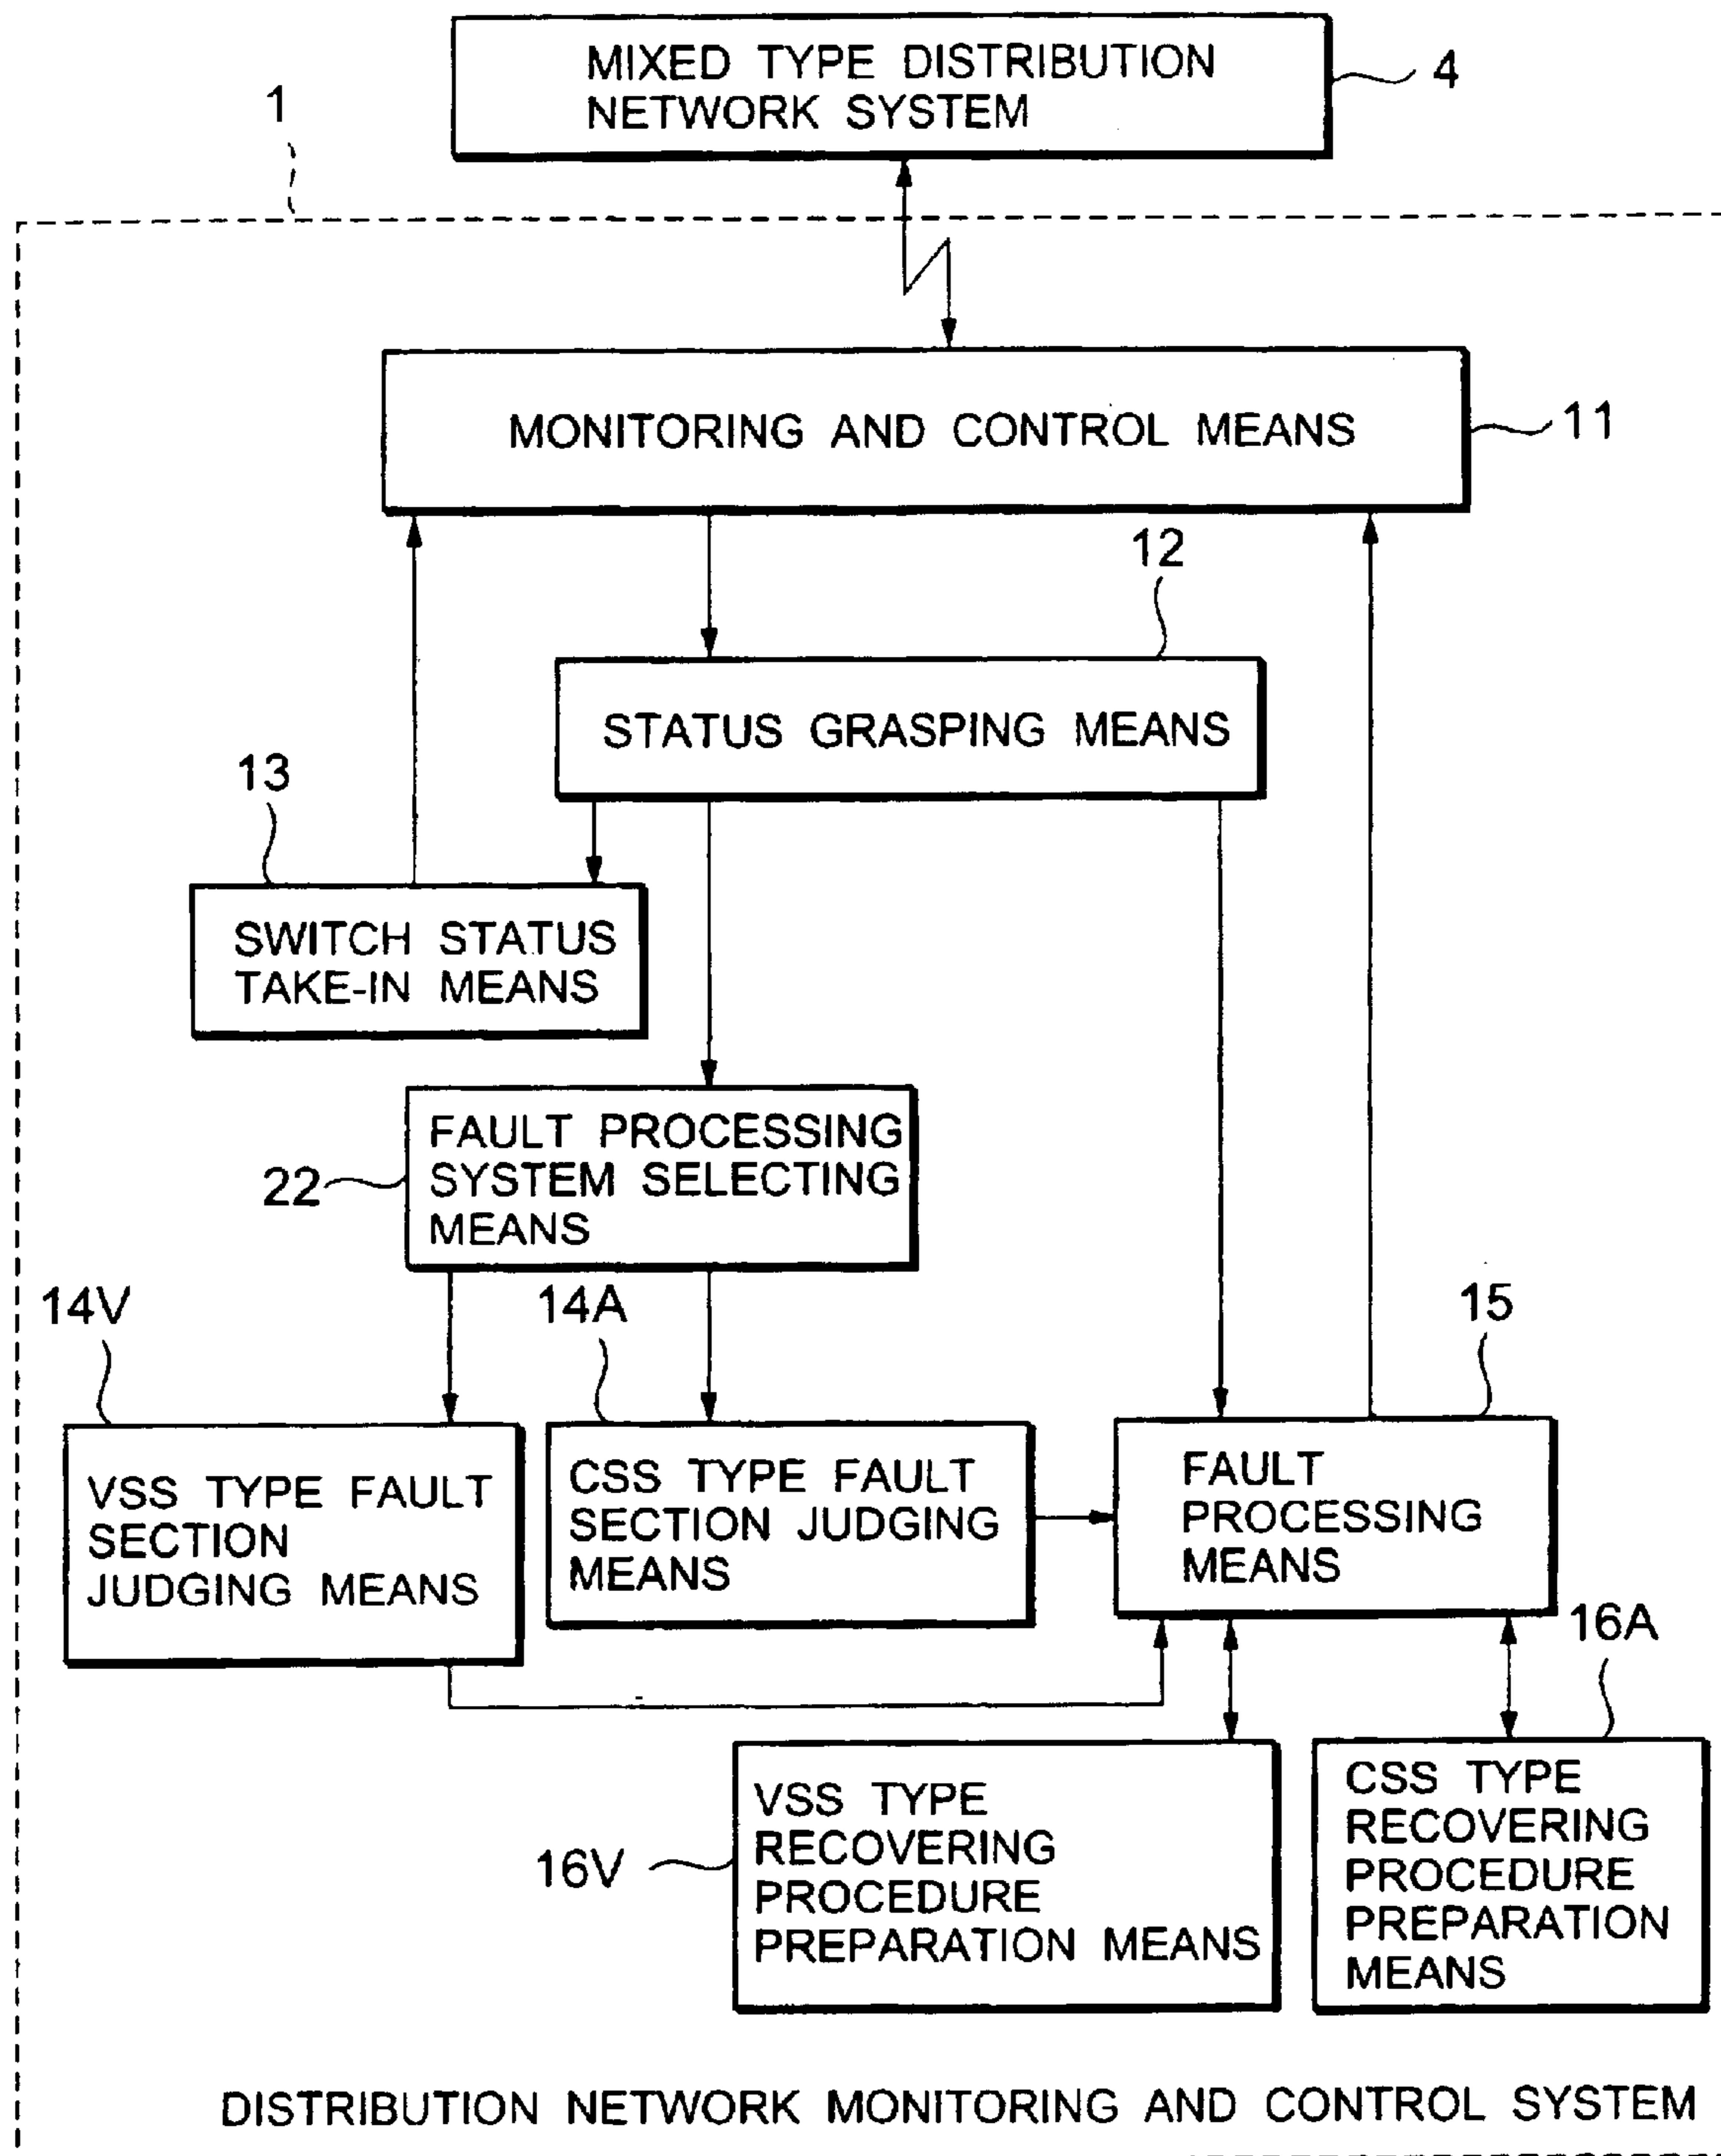 MIXED TYPE DISTRIBUTION
NETWORK SYSTEM
4
1
MONITORING AND CONTROL MEANS
11
12
STATUS GRASPING MEANS
13
SWITCH STATUS
TAKE-IN MEANS
FAULT PROCESSING
SYSTEM SELECTING
MEANS
22
14V
14A
15
VSS TYPE FAULT
SECTION
JUDGING MEANS
CSS TYPE FAULT
SECTION JUDGING
MEANS
FAULT
PROCESSING
MEANS
16A
16V
VSS TYPE
RECOVERING
PROCEDURE
PREPARATION MEANS
CSS TYPE
RECOVERING
PROCEDURE
PREPARATION
MEANS
DISTRIBUTION NETWORK MONITORING AND CONTROL SYSTEM